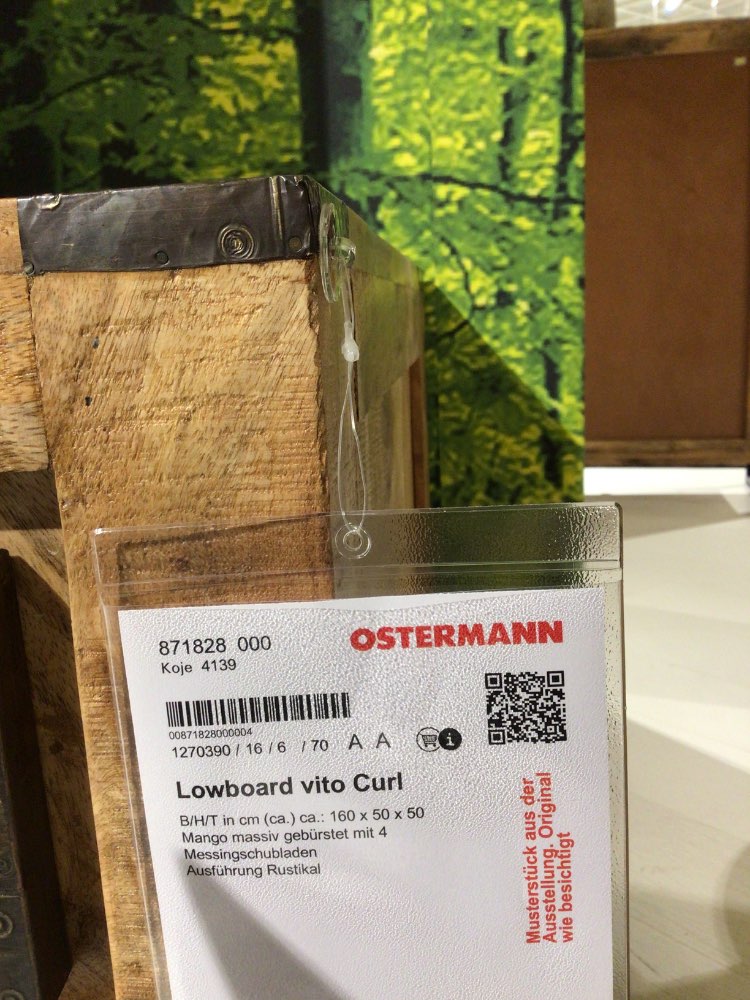 871828 000
Koje 4139
OSTERMANN
00871828000004
1270390 / 16 / 6 / 70 A A
i
Lowboard vito Curl
B/H/T in cm (ca.) ca.: 160 x 50 x 50
Mango massiv gebürstet mit 4
Messingschubladen
Ausführung Rustikal
Musterstück aus der
Ausstellung. Original
wie besichtigt